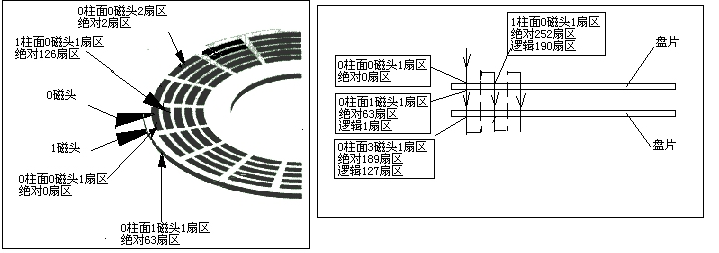 0柱面0磁头2扇区
绝对2扇区
1柱面0磁头1扇区
绝对126扇区
0磁头
1磁头
0柱面0磁头1扇区
绝对0扇区
0柱面1磁头1扇区
绝对63扇区
1柱面0磁头1扇区
绝对252扇区
逻辑190扇区
盘片
0柱面0磁头1扇区
绝对0扇区
0柱面1磁头1扇区
绝对63扇区
逻辑1扇区
0柱面3磁头1扇区
绝对189扇区
逻辑127扇区
盘片